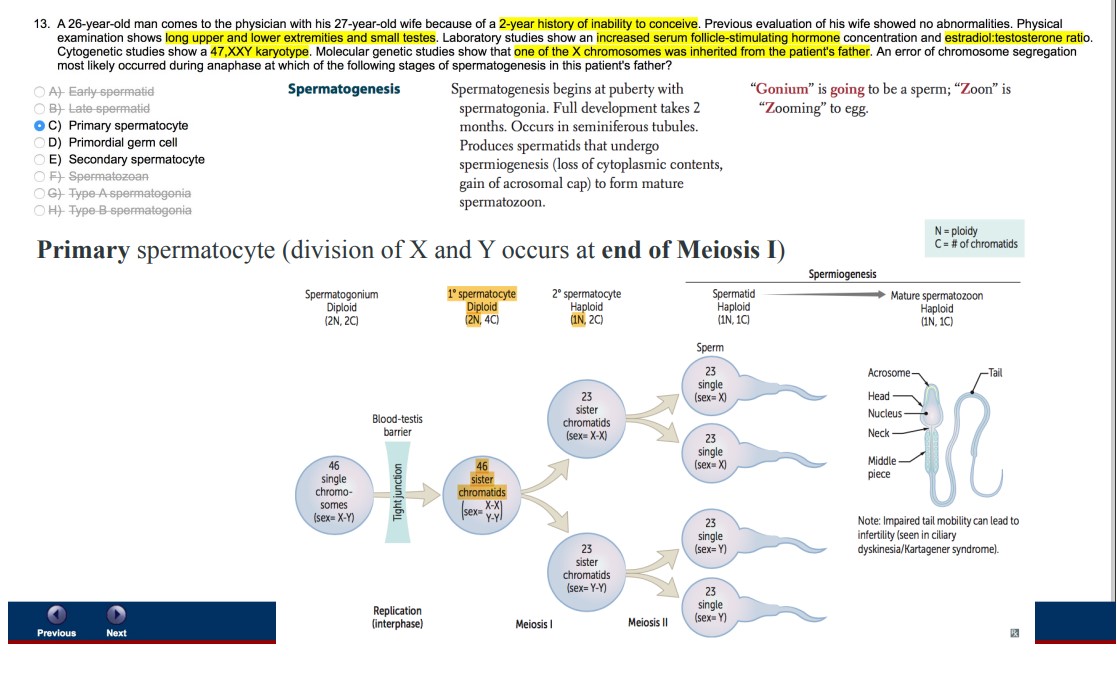 13. A 26-year-old man comes to the physician with his 27-year-old wife because of a 2-year history of inability to conceive. Previous evaluation of his wife showed no abnormalities. Physical
examination shows long upper and lower extremities and small testes. Laboratory studies show an increased serum follicle-stimulating hormone concentration and estradiol:testosterone ratio.
Cytogenetic studies show a 47,XXY karyotype. Molecular genetic studies show that one of the X chromosomes was inherited from the patient's father. An error of chromosome segregation
most likely occurred during anaphase at which of the following stages of spermatogenesis in this patient's father?
A) Early spermatid
B) Late spermatid
C) Primary spermatocyte
D) Primordial germ cell
E) Secondary spermatocyte
F) Spermatozoan
G) Type A spermatogonia
H) Type B spermatogonia
Spermatogenesis
Spermatogenesis begins at puberty with
spermatogonia. Full development takes 2
months. Occurs in seminiferous tubules.
Produces spermatids that undergo
spermiogenesis (loss of cytoplasmic contents,
gain of acrosomal cap) to form mature
spermatozoon.
“Gonium” is going to be a sperm; “Zoon” is
“Zooming” to egg.
Primary spermatocyte (division of X and Y occurs at end of Meiosis I)
N = ploidy
C = # of chromatids
Spermiogenesis
Spermatogonium
Diploid
(2N, 2C)
1° spermatocyte
Diploid
(2N, 4C)
2° spermatocyte
Haploid
(1N, 2C)
Spermatid
Haploid
(1N, 1C)
Mature spermatozoon
Haploid
(1N, 1C)
Sperm
23
single
(sex= X)
23
single
(sex= X)
23
single
(sex= Y)
23
single
(sex= Y)
23
sister
chromatids
(sex= X-X)
23
sister
chromatids
(sex= Y-Y)
Blood-testis
barrier
Tight junction
46
single
chromo-
somes
(sex= X-Y)
46
sister
chromatids
(sex= X-X
Y-Y)
Acrosome
Head
Nucleus
Neck
Middle
piece
Tail
Note: Impaired tail mobility can lead to
infertility (seen in ciliary
dyskinesia/Kartagener syndrome).
Replication
(interphase)
Meiosis I
Meiosis II
Previous
Next